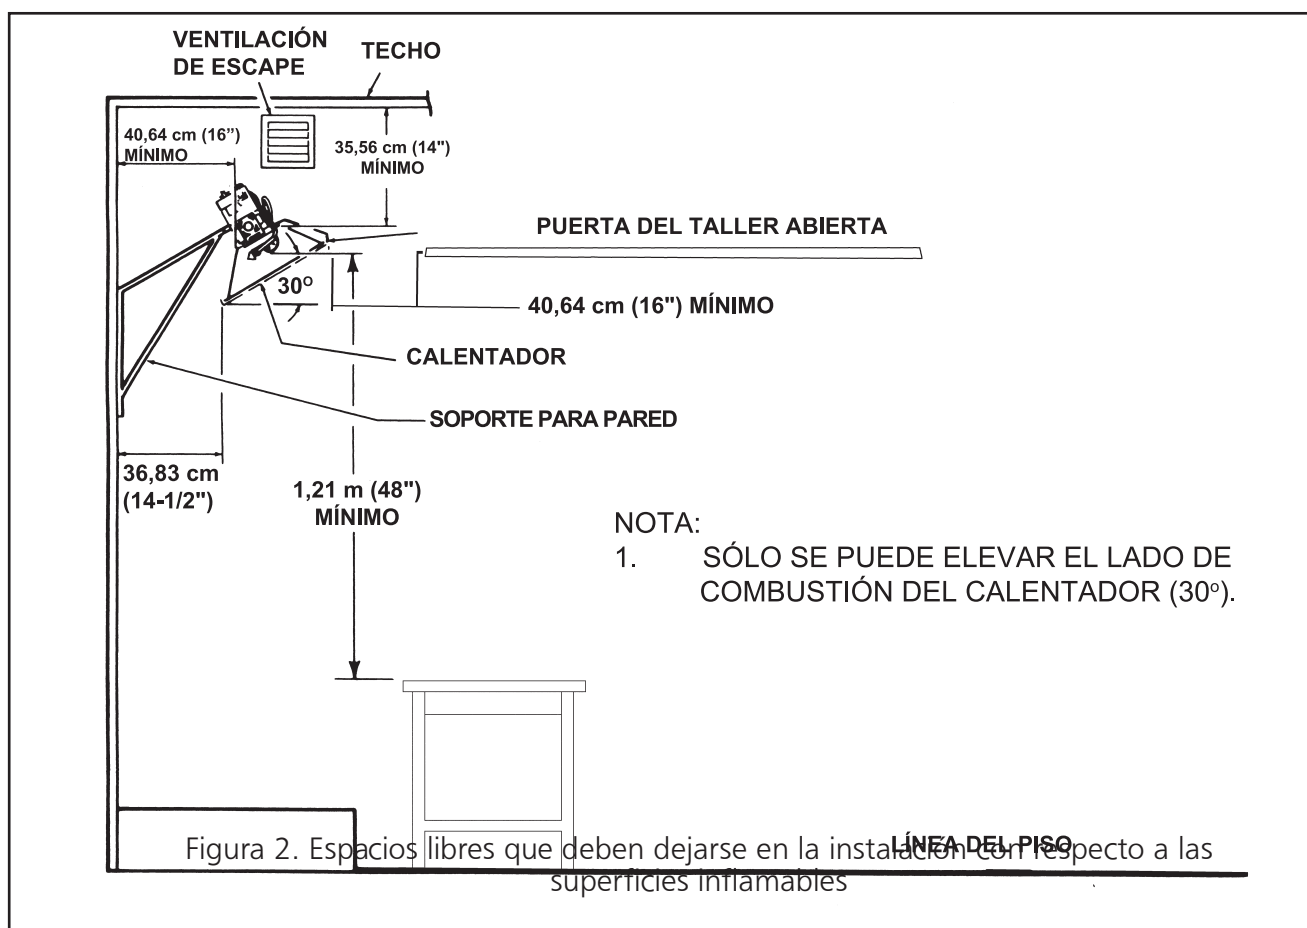 VENTILACIÓN
DE ESCAPE
TECHO
40,64 cm (16”)
MÍNIMO
35,56 cm (14")
MÍNIMO
PUERTA DEL TALLER ABIERTA
30º
40,64 cm (16") MÍNIMO
CALENTADOR
SOPORTE PARA PARED
36,83 cm
(14-1/2")
1,21 m (48")
MÍNIMO
NOTA:
1. SÓLO SE PUEDE ELEVAR EL LADO DE
COMBUSTIÓN DEL CALENTADOR (30º).
LÍNEA DEL PISO
Figura 2. Espacios libres que deben dejarse en la instalación con respecto a las
superficies inflamables